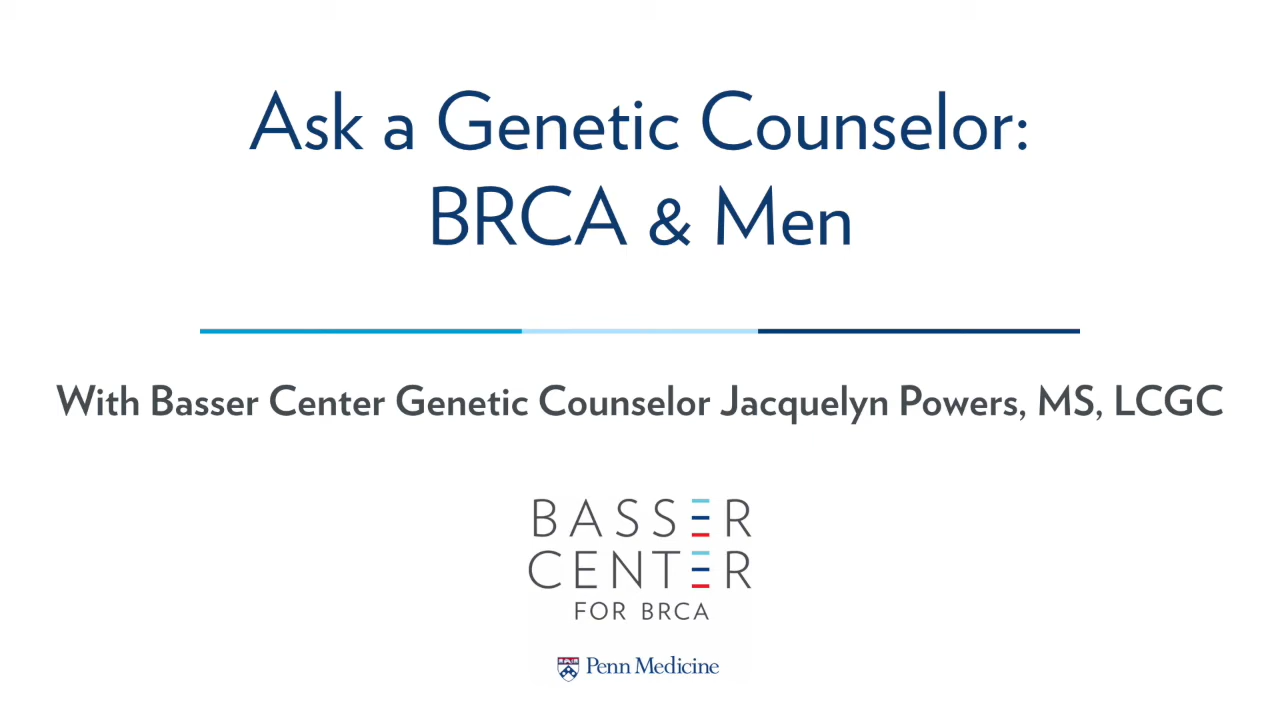 Ask a Genetic Counselor:
BRCA & Men
With Basser Center Genetic Counselor Jacquelyn Powers, MS, LCGC
BASSER
CENTER
FOR BRCA
Penn Medicine